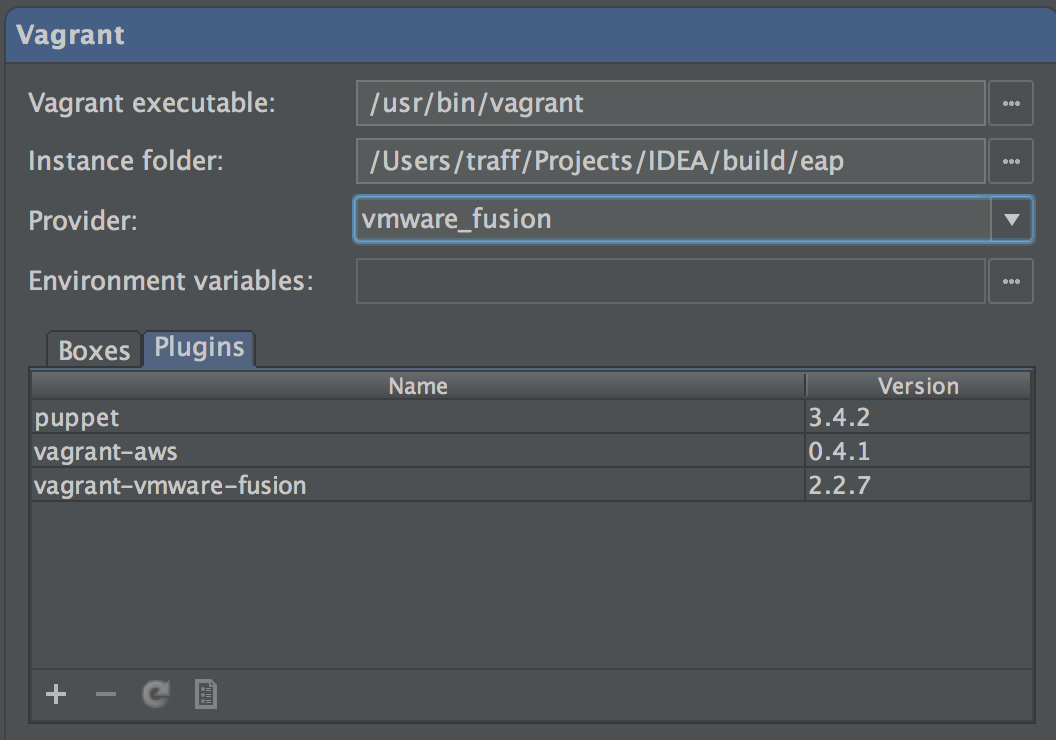 Vagrant
Vagrant executable: /usr/bin/vagrant
Instance folder: /Users/traff/Projects/IDEA/build/eap
Provider: vmware_fusion
Environment variables:
Boxes Plugins
Name Version
puppet 3.4.2
vagrant-aws 0.4.1
vagrant-vmware-fusion 2.2.7